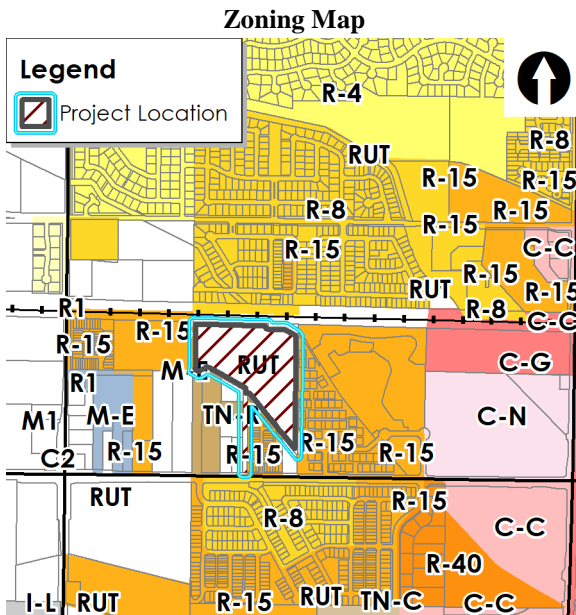 Zoning Map
Legend
Project Location
R-4
R-8
RUT
R-15
R-15
R-8
R-15
R-15
R-15
C-C
R-15
RUT
R-15
R1
R-8
C-C
R-15
R-15
M-E
RUT
C-G
R1
M-E
TN-R
C-N
M1
R-15
R-15
R-15
R-15
C2
RUT
R-15
R-8
C-C
R-40
I-L
RUT
R-15
RUT
TN-C
C-C